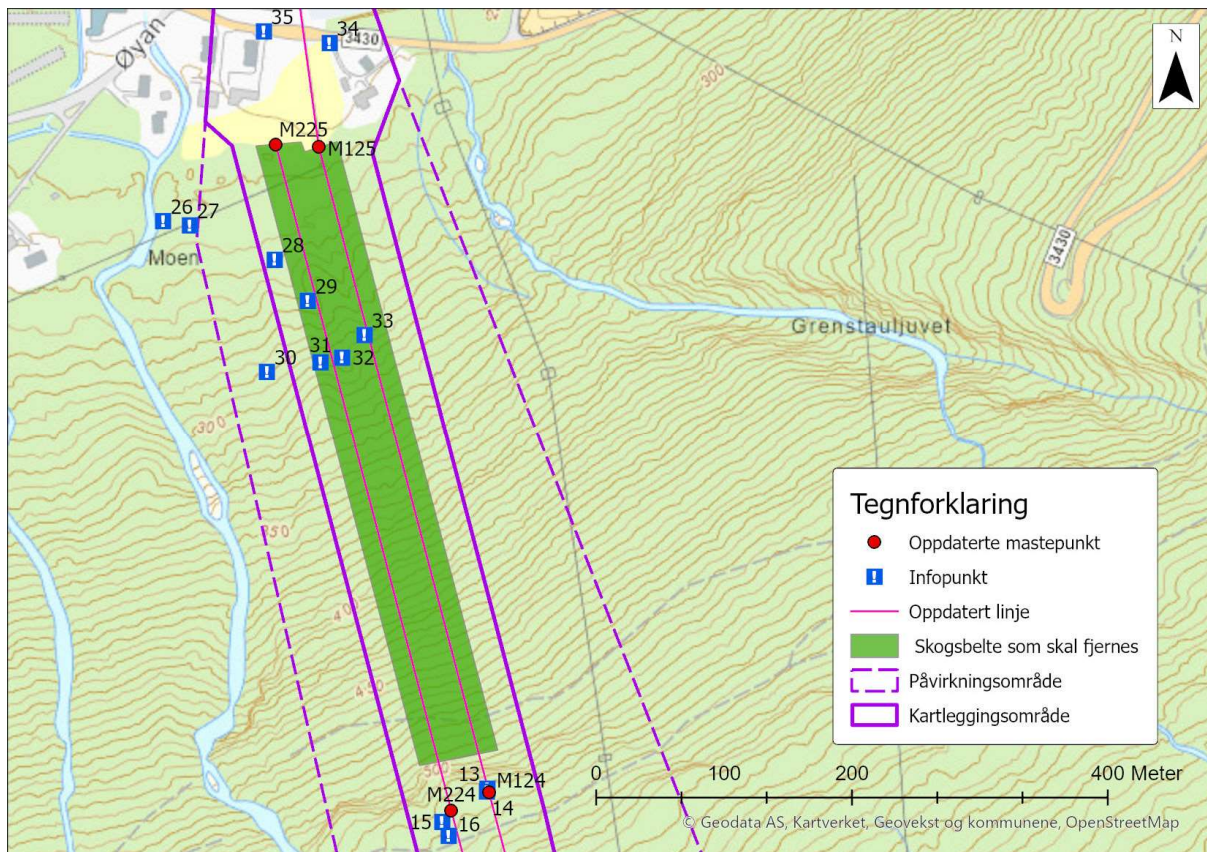 35
34
3430
Øyan
N
300
M225
M125
26
27
Moen
28
29
33
30
31
32
3430
Grenstauljuvet
300
350
400
450
500
13
M124
M224
14
15
16
Tegnforklaring
Oppdaterte mastepunkt
Infopunkt
Oppdatert linje
Skogsbelte som skal fjernes
Påvirkningsområde
Kartleggingsområde
0 100 200 400 Meter
© Geodata AS, Kartverket, Geovekst og kommunene, OpenStreetMap